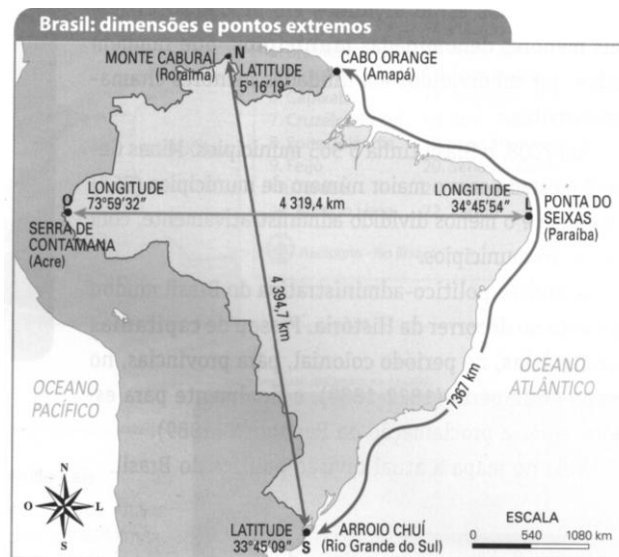 Brasil: dimensões e pontos extremos
MONTE CABURAÍ
(Roraima)
N
LATITUDE
5°16'19"
CABO ORANGE
(Amapá)
LONGITUDE
73°59'32"
O
SERRA DE
CONTAMANA
(Acre)
4 319,4 km
LONGITUDE
34°45'54"
L
PONTA DO
SEIXAS
(Paraíba)
4 394,7 km
7367 km
OCEANO
PACÍFICO
OCEANO
ATLÂNTICO
N
O L
S
LATITUDE
33°45'09"
S
ARROIO CHUÍ
(Rio Grande do Sul)
ESCALA
0 540 1080 km